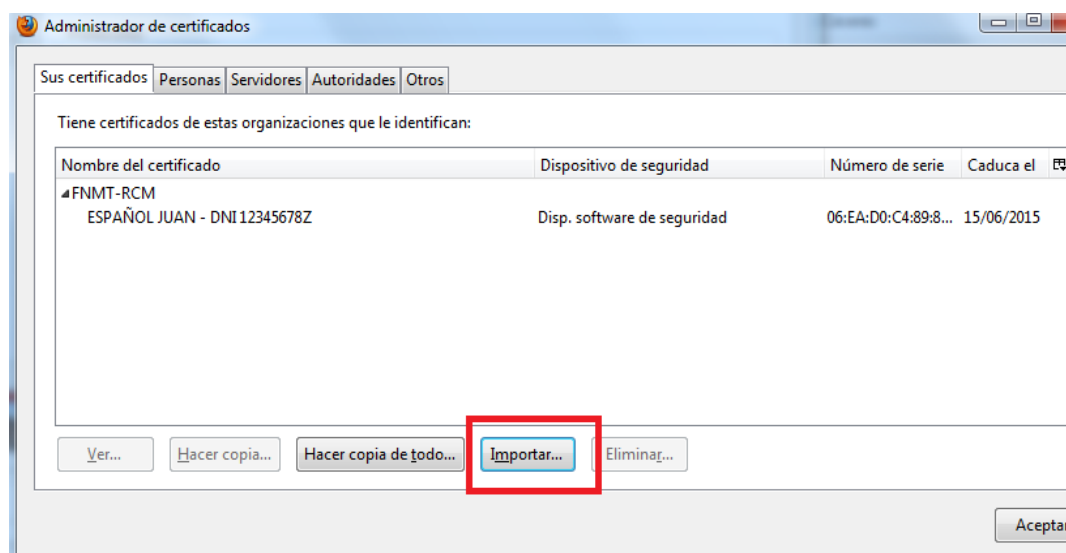 Administrador de certificados
Sus certificados Personas Servidores Autoridades Otros
Tiene certificados de estas organizaciones que le identifican:
Nombre del certificado Dispositivo de seguridad Número de serie Caduca el
FNMT-RCM
ESPAÑOL JUAN - DNI 12345678Z Disp. software de seguridad 06:EA:D0:C4:89:8... 15/06/2015
Ver... Hacer copia... Hacer copia de todo... Importar... Eliminar...
Aceptar